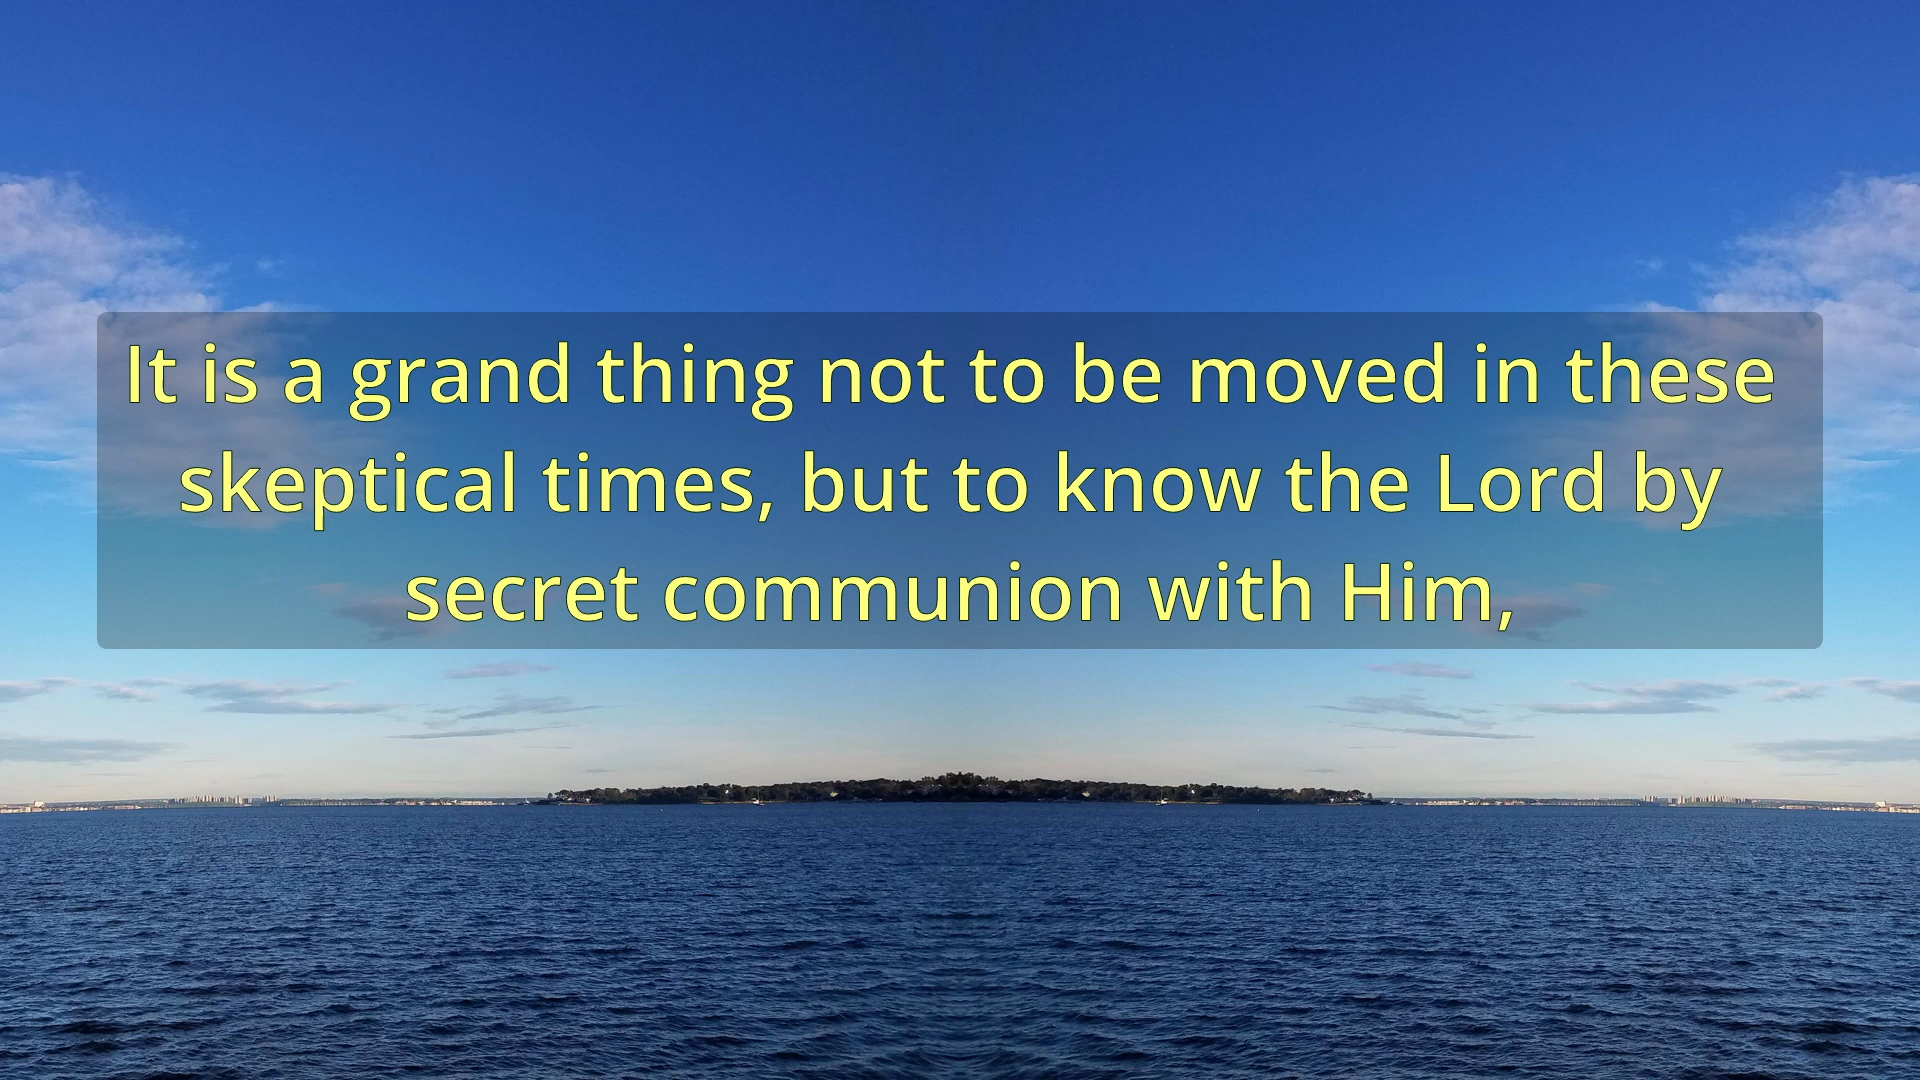 It is a grand thing not to be moved in these
skeptical times, but to know the Lord by
secret communion with Him,